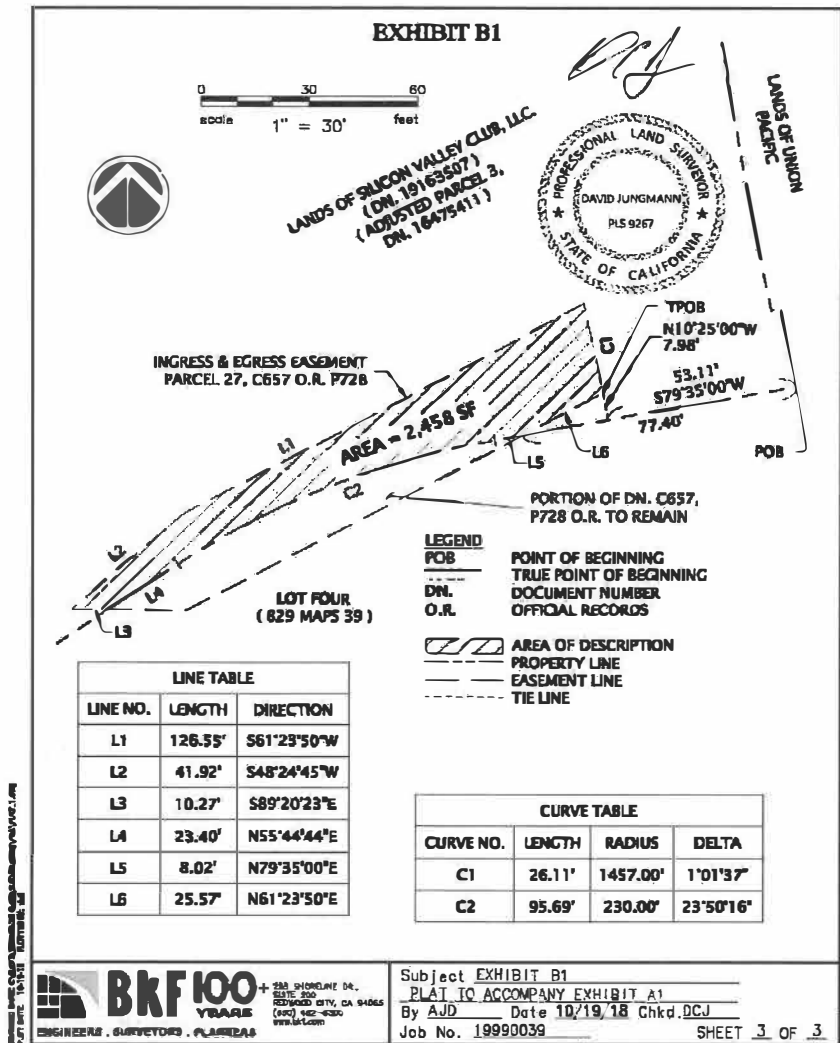 EXHIBIT B1
0 30 60
scale 1" = 30' feet
LANDS OF SILICON VALLEY CLUB, LLC.
(DN. 19163507)
(ADJUSTED PARCEL 3,
DN. 16475411)
PROFESSIONAL LAND SURVEYOR
DAVID JUNGMANN
PLS 9267
STATE OF CALIFORNIA
LANDS OF UNION
PACIFIC
TPOB
N10°25'00"W
7.98'
C1
53.11'
S79°35'00"W
77.40'
POB
INGRESS & EGRESS EASEMENT
PARCEL 27, C657 O.R. P728
AREA = 2,458 SF
L1
L2
C2
L5
L6
L4
L3
PORTION OF DN. C657,
P728 O.R. TO REMAIN
LOT FOUR
(829 MAPS 39)
LEGEND
POB POINT OF BEGINNING
TRUE POINT OF BEGINNING
DN. DOCUMENT NUMBER
O.R. OFFICIAL RECORDS
AREA OF DESCRIPTION
PROPERTY LINE
EASEMENT LINE
TIE LINE
LINE TABLE
LINE NO. LENGTH DIRECTION
L1 126.55' S61°23'50"W
L2 41.92' S48°24'45"W
L3 10.27' S89°20'23"E
L4 23.40' N55°44'44"E
L5 8.02' N79°35'00"E
L6 25.57' N61°23'50"E
CURVE TABLE
CURVE NO. LENGTH RADIUS DELTA
C1 26.11' 1457.00' 1°01'37"
C2 95.69' 230.00' 23°50'16"
BKF 100+
YEARS
ENGINEERS . SURVEYORS . PLANNERS
SHORELINE DR.
SUITE 200
REDWOOD CITY, CA 94065
www.bkf.com
Subject EXHIBIT B1
PLAT TO ACCOMPANY EXHIBIT A1
By AJD Date 10/19/18 Chkd.DCJ
Job No. 19990039 SHEET 3 OF 3